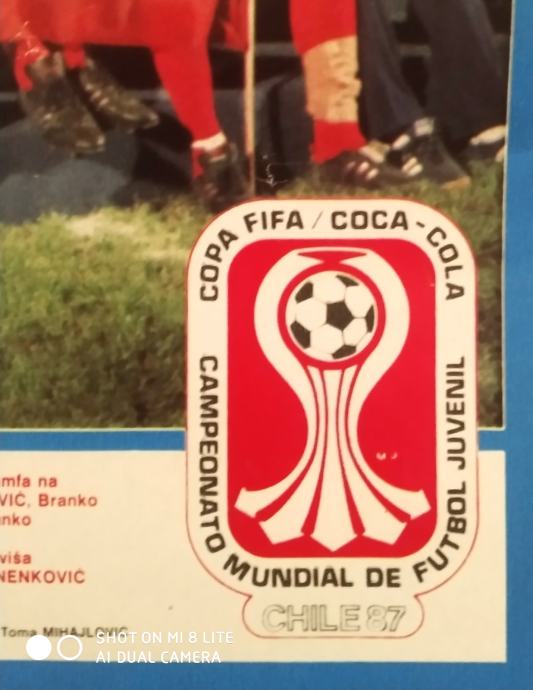 COPA FIFA / COCA-COLA
CAMPEONATO MUNDIAL DE FUTBOL JUVENIL
CHILE 87
mfa na
VIĆ, Branko
nko
viša
NENKOVIĆ
Toma MIHAJLOVIĆ
SHOT ON MI 8 LITE
AI DUAL CAMERA